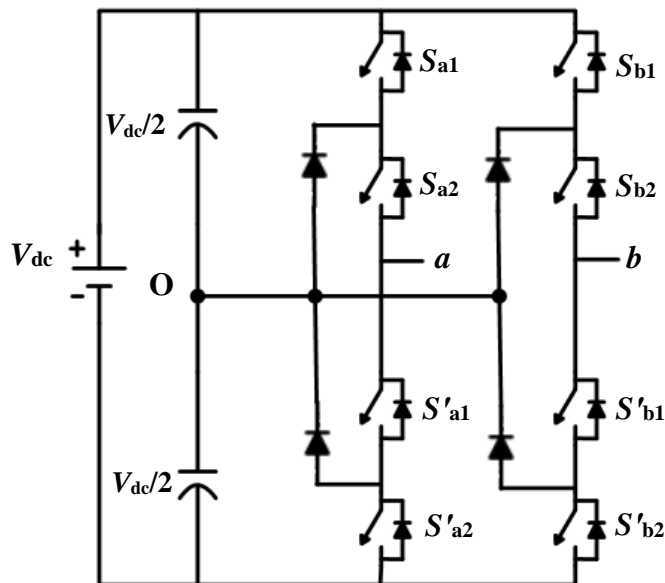 Sa1
Sb1
Vdc/2
Sa2
Sb2
Vdc
+
-
O
a
b
S'a1
S'b1
Vdc/2
S'a2
S'b2